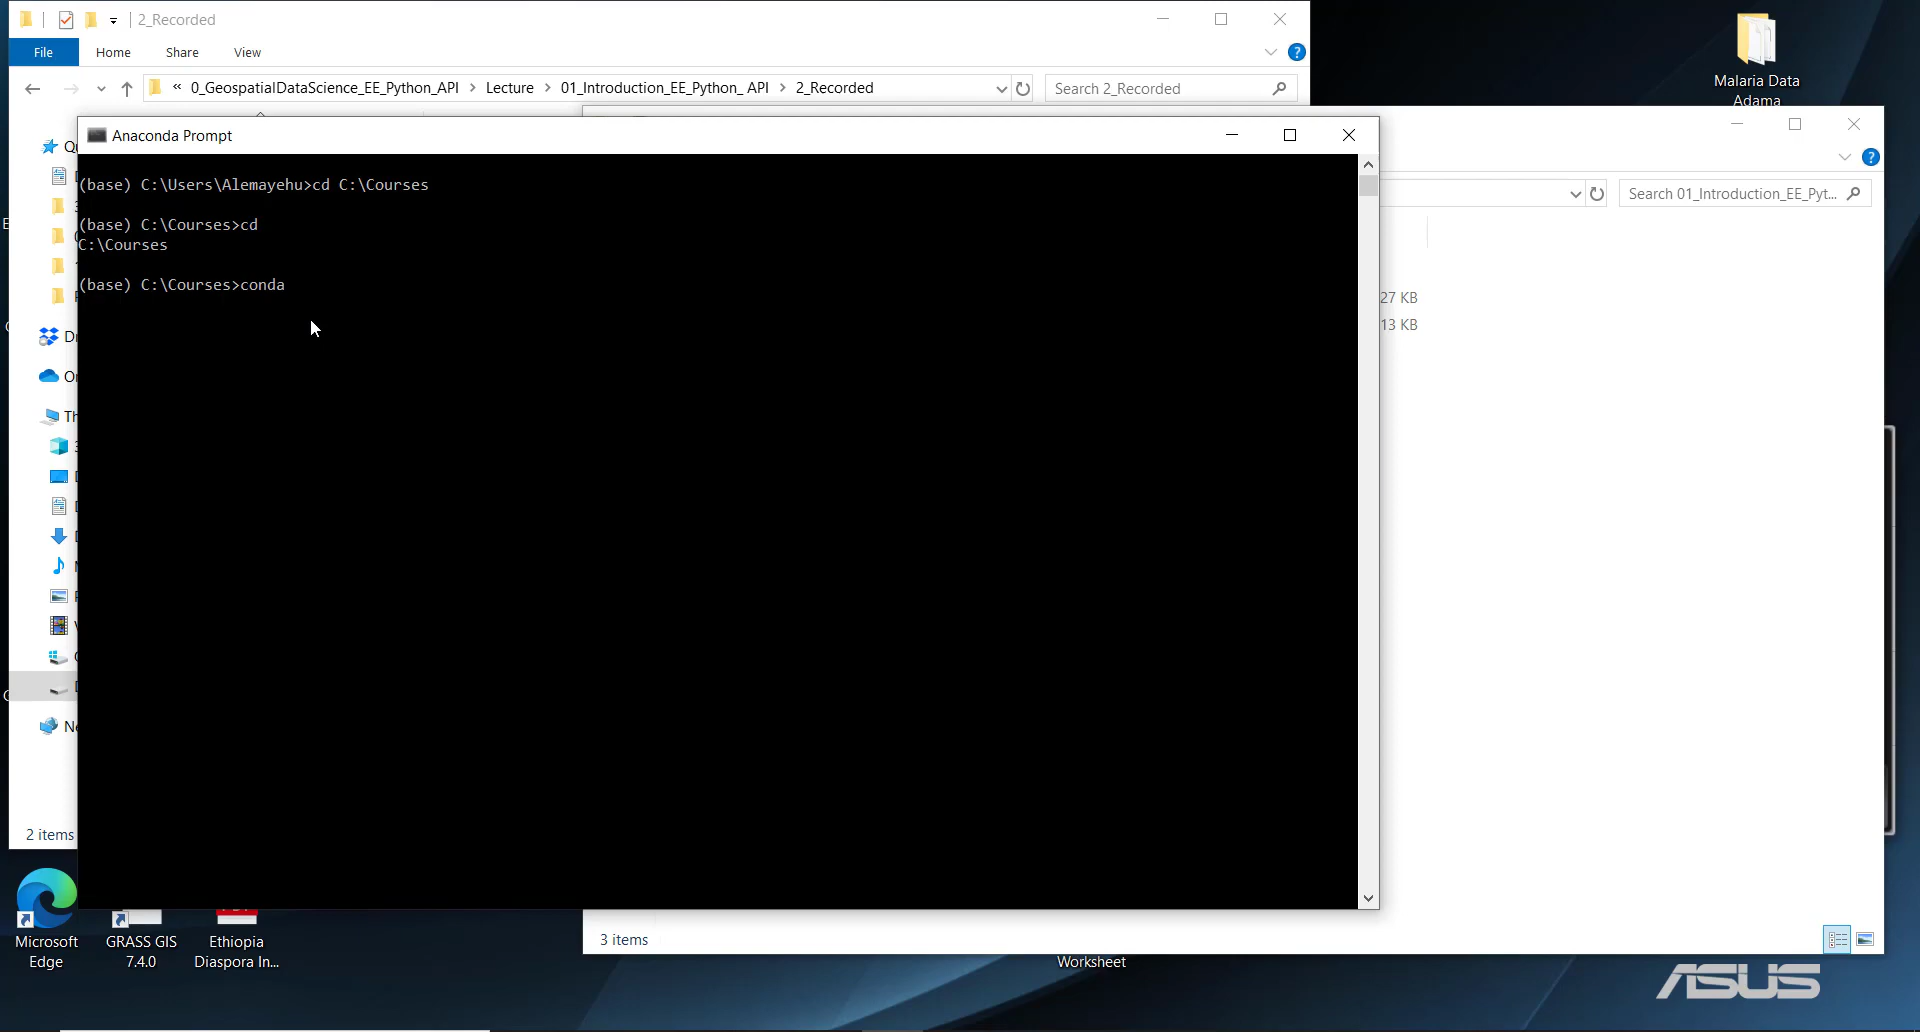 2_Recorded
File Home Share View
« 0_GeospatialDataScience_EE_Python_API > Lecture > 01_Introduction_EE_Python_ API > 2_Recorded
Search 2_Recorded
Malaria Data
Adama
Anaconda Prompt
(base) C:\Users\Alemayehu>cd C:\Courses
(base) C:\Courses>cd
C:\Courses
(base) C:\Courses>conda
Search 01_Introduction_EE_Pyt...
27 KB
13 KB
2 items
Microsoft
Edge
GRASS GIS
7.4.0
Ethiopia
Diaspora In...
3 items
Worksheet
ASUS